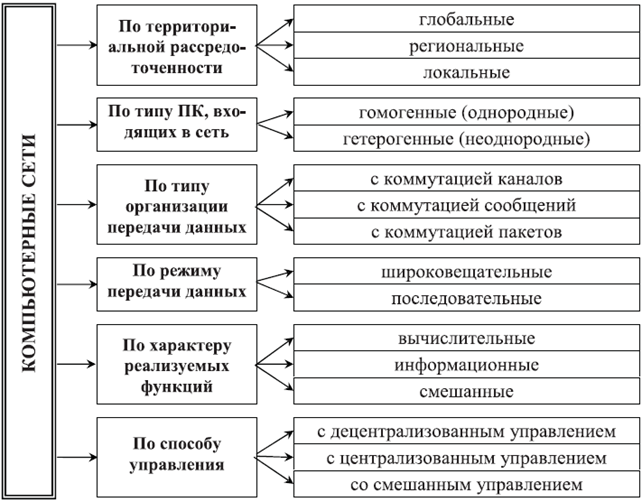 КОМПЬЮТЕРНЫЕ СЕТИ
По территори-
альной рассредо-
точенности
глобальные
региональные
локальные
По типу ПК, вхо-
дящих в сеть
гомогенные (однородные)
гетерогенные (неоднородные)
По типу
организации
передачи данных
с коммутацией каналов
с коммутацией сообщений
с коммутацией пакетов
По режиму
передачи данных
широковещательные
последовательные
По характеру
реализуемых
функций
вычислительные
информационные
смешанные
По способу
управления
с децентрализованным управлением
с централизованным управлением
со смешанным управлением